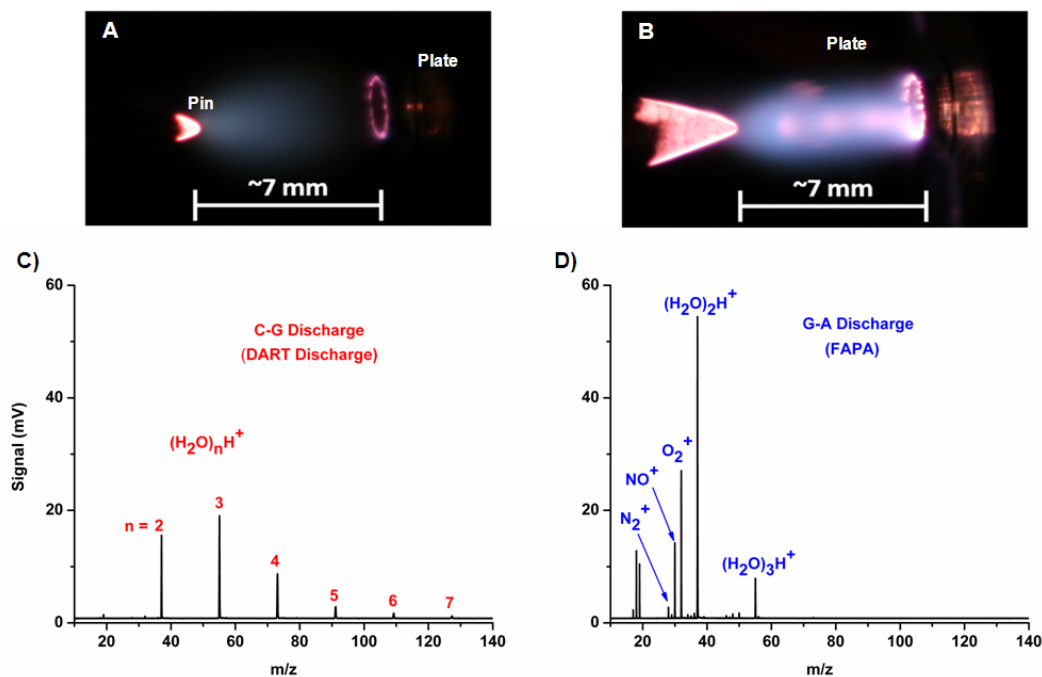 A
Pin
Plate
~7 mm
B
Plate
~7 mm
C)
60
40
20
0
Signal (mV)
C-G Discharge
(DART Discharge)
(H₂O)ₙH⁺
n = 2
3
4
5
6
7
20 40 60 80 100 120 140
m/z
D)
60
40
20
0
G-A Discharge
(FAPA)
(H₂O)₂H⁺
O₂⁺
NO⁺
N₂⁺
(H₂O)₃H⁺
20 40 60 80 100 120 140
m/z